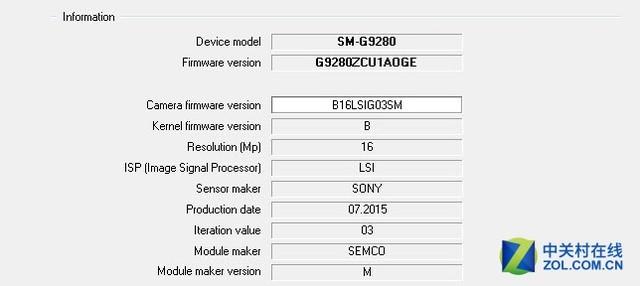 Information
Device model SM-G9280
Firmware version G9280ZCU1AOGE
Camera firmware version B16LSIG03SM
Kernel firmware version B
Resolution (Mp) 16
ISP (Image Signal Processor) LSI
Sensor maker SONY
Production date 07.2015
Iteration value 03
Module maker SEMCO
Module maker version M
中关村在线
ZOL.COM.CN